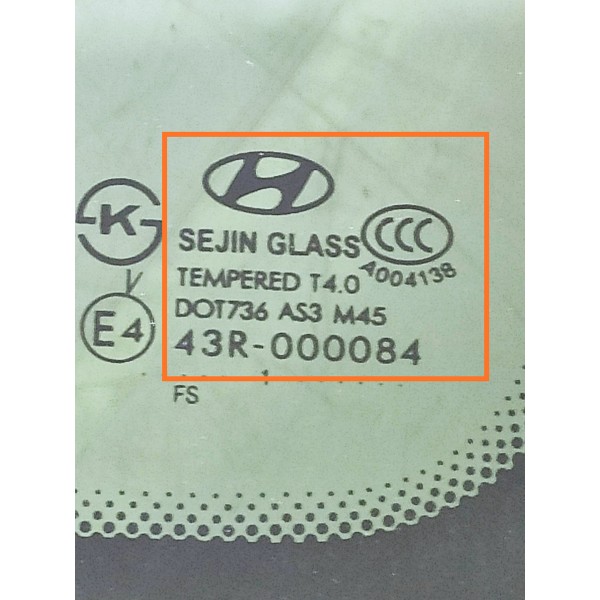 K
CCC
SEJIN GLASS
A004138
TEMPERED T4.0
V
DOT736 AS3 M45
E4
43R-000084
FS